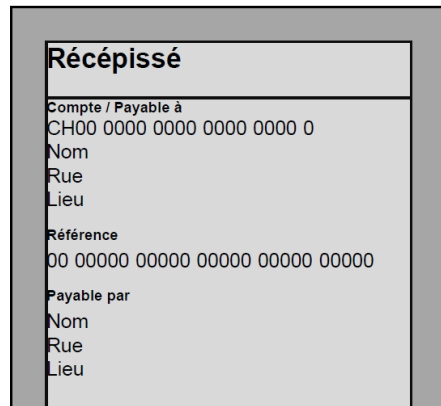 Récépissé
Compte / Payable à
CH00 0000 0000 0000 0000 0
Nom
Rue
Lieu
Référence
00 00000 00000 00000 00000 00000
Payable par
Nom
Rue
Lieu